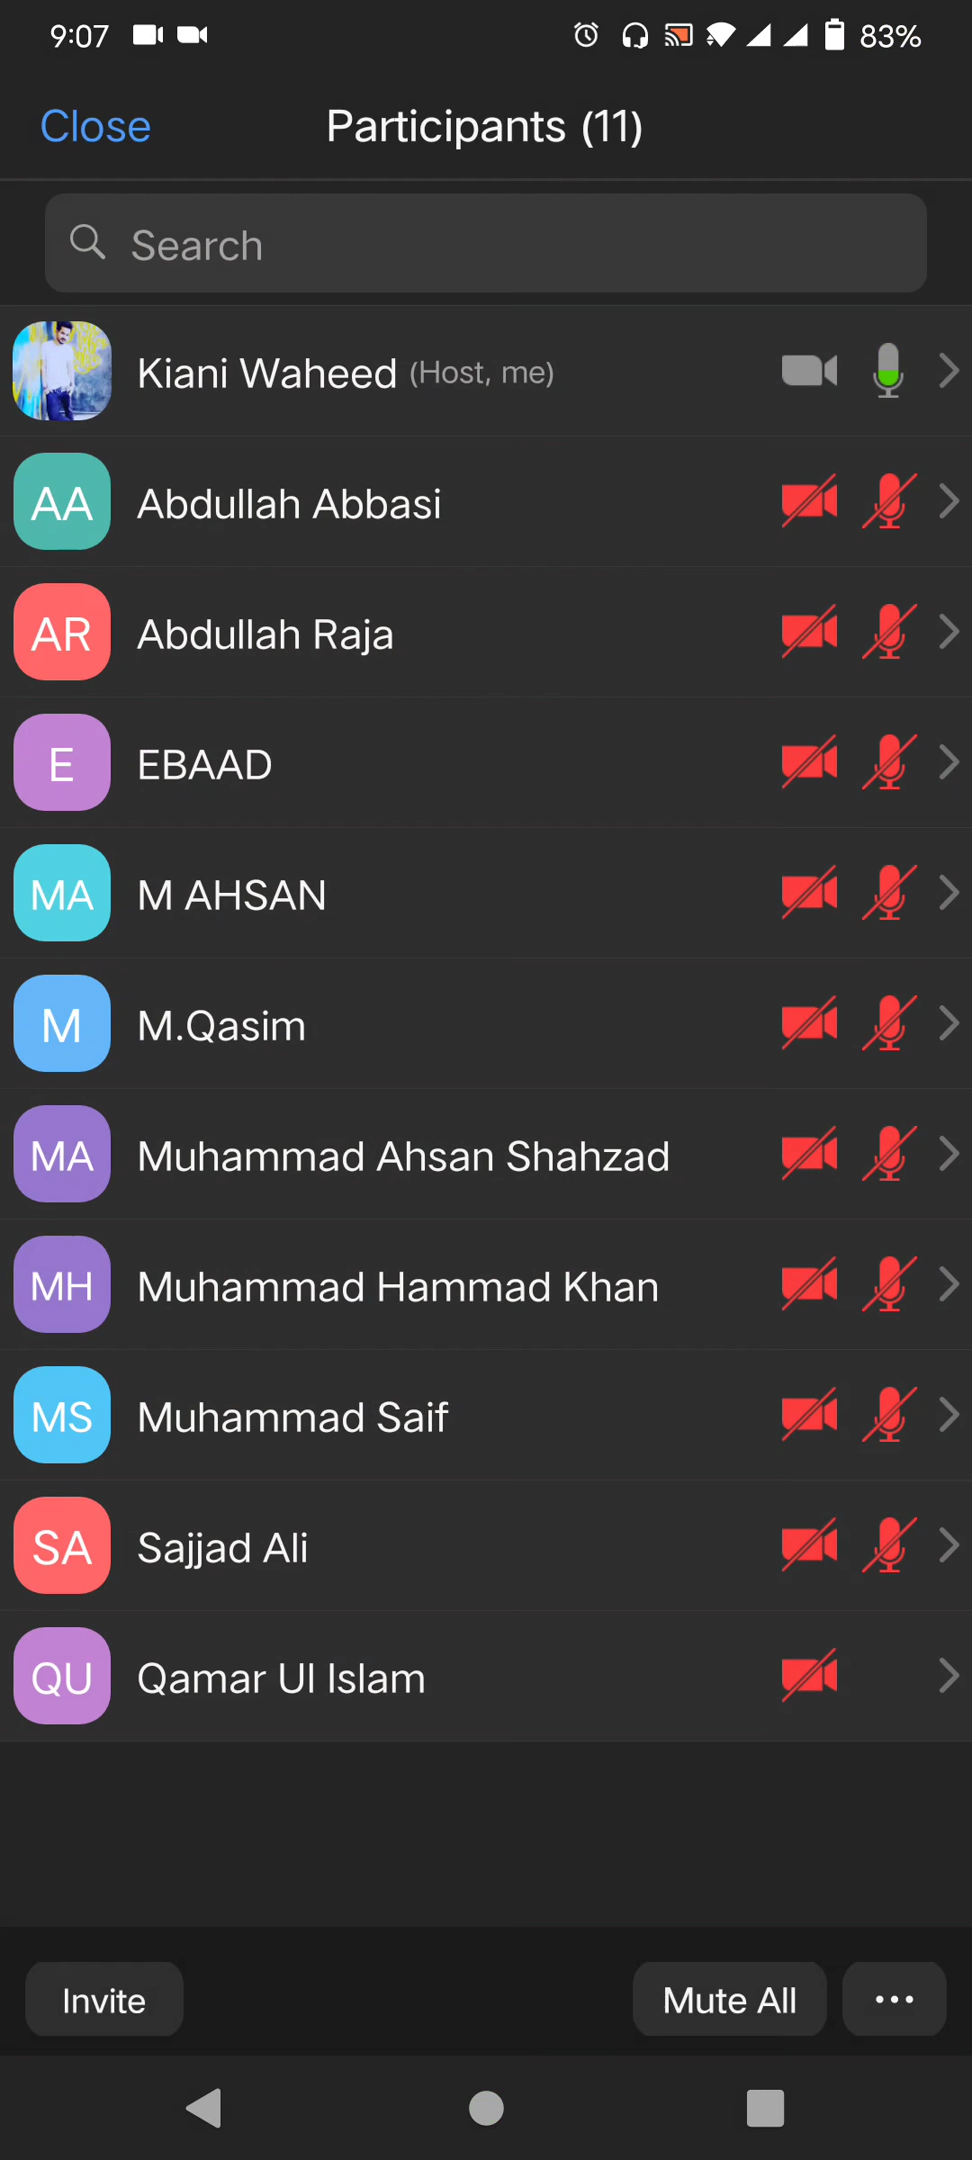 9:07 83%
Close Participants (11)
Search
Kiani Waheed (Host, me)
AA Abdullah Abbasi
AR Abdullah Raja
E EBAAD
MA M AHSAN
M M.Qasim
MA Muhammad Ahsan Shahzad
MH Muhammad Hammad Khan
MS Muhammad Saif
SA Sajjad Ali
QU Qamar Ul Islam
Invite Mute All ...